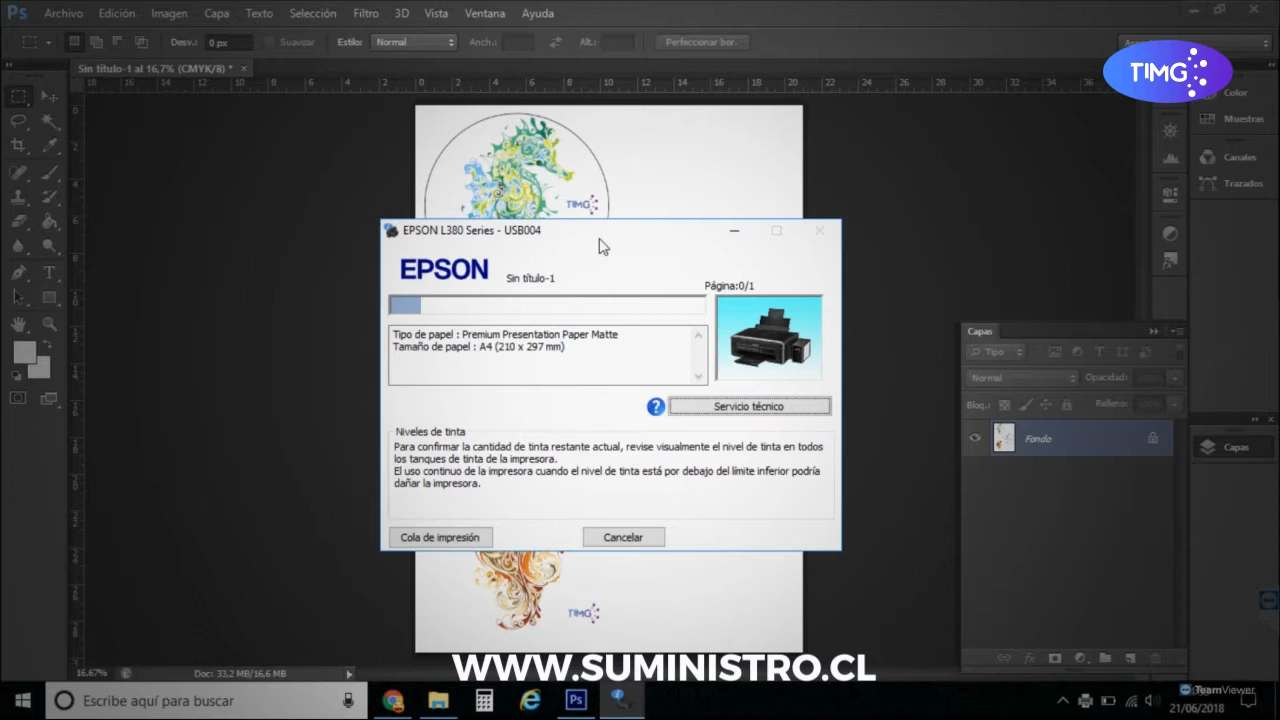 Ps Archivo Edición Imagen Capa Texto Selección Filtro 3D Vista Ventana Ayuda
Desv.: 0 px Suavizar Estilo: Normal Anch.: Alt.: Perfeccionar bor...
TIMG
Sin título-1 al 16,7% (CMYK/8) * ×
Color
Muestras
Canales
Trazados
TIMG
EPSON L380 Series - USB004
EPSON Sin título-1
Página:0/1
Tipo de papel : Premium Presentation Paper Matte
Tamaño de papel : A4 (210 x 297 mm)
? Servicio técnico
Niveles de tinta
Para confirmar la cantidad de tinta restante actual, revise visualmente el nivel de tinta en todos
los tanques de tinta de la impresora.
El uso continuo de la impresora cuando el nivel de tinta está por debajo del límite inferior podría
dañar la impresora.
Cola de impresión Cancelar
Capas
Tipo
Normal Opacidad:
Bloq.: Relleno:
Fondo
Capas
TIMG
WWW.SUMINISTRO.CL
16,67% Doc: 33,2 MB/16,6 MB
Escribe aquí para buscar
Ps
TeamViewer
21/06/2018